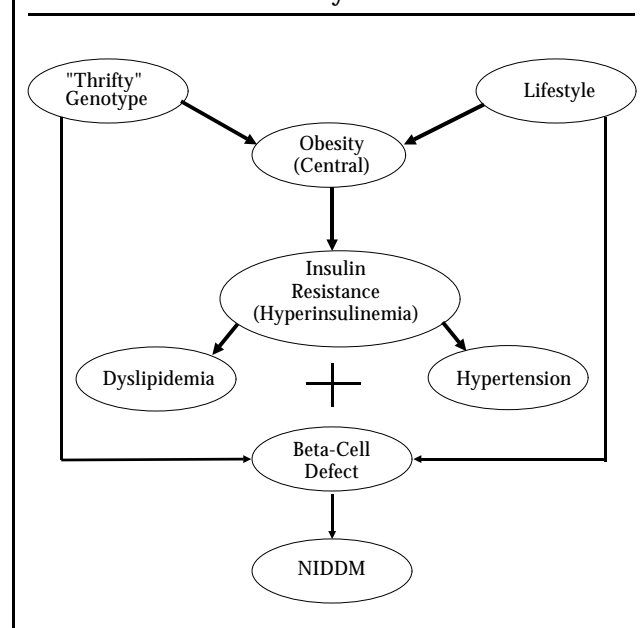 "Thrifty"
Genotype
Lifestyle
Obesity
(Central)
Insulin
Resistance
(Hyperinsulinemia)
Dyslipidemia
Hypertension
Beta-Cell
Defect
NIDDM